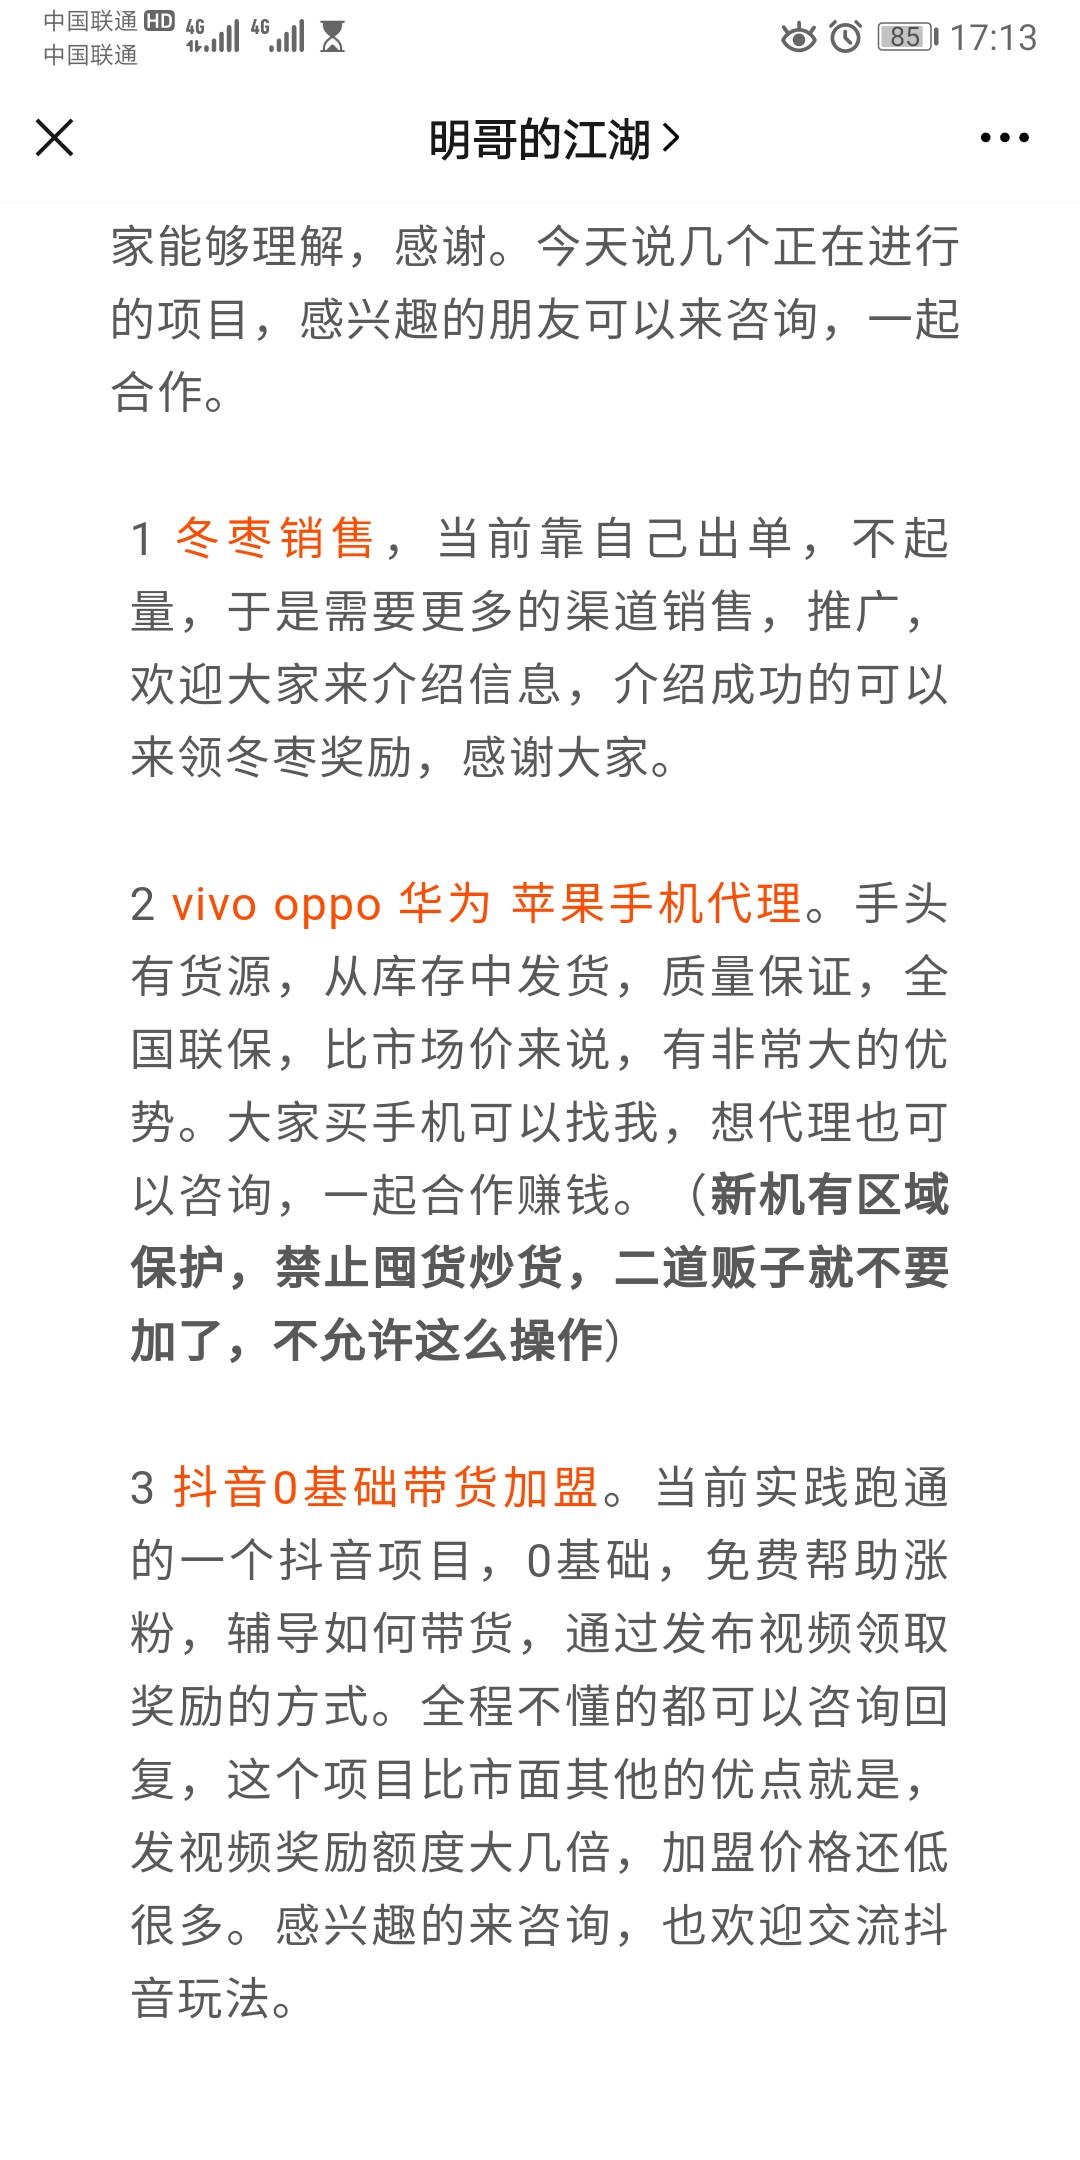 中国联通 HD 4G 4G 85 17:13
中国联通
明哥的江湖
家能够理解，感谢。今天说几个正在进行
的项目，感兴趣的朋友可以来咨询，一起
合作。
1 冬枣销售，当前靠自己出单，不起
量，于是需要更多的渠道销售，推广，
欢迎大家来介绍信息，介绍成功的可以
来领冬枣奖励，感谢大家。
2 vivo oppo 华为 苹果手机代理。手头
有货源，从库存中发货，质量保证，全
国联保，比市场价来说，有非常大的优
势。大家买手机可以找我，想代理也可
以咨询，一起合作赚钱。（新机有区域
保护，禁止囤货炒货，二道贩子就不要
加了，不允许这么操作）
3 抖音0基础带货加盟。当前实践跑通
的一个抖音项目，0基础，免费帮助涨
粉，辅导如何带货，通过发布视频领取
奖励的方式。全程不懂的都可以咨询回
复，这个项目比市面其他的优点就是，
发视频奖励额度大几倍，加盟价格还低
很多。感兴趣的来咨询，也欢迎交流抖
音玩法。